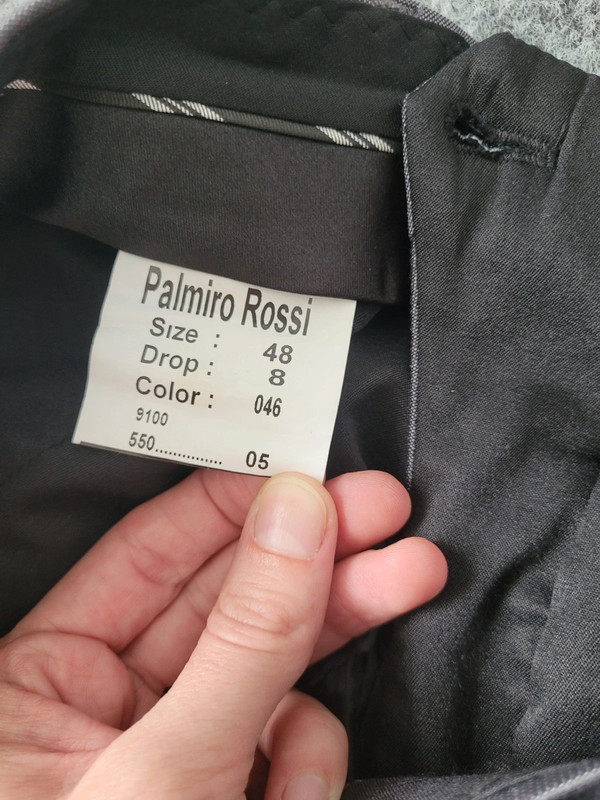 Palmiro Rossi
Size : 48
Drop : 8
Color : 046
9100
550................ 05